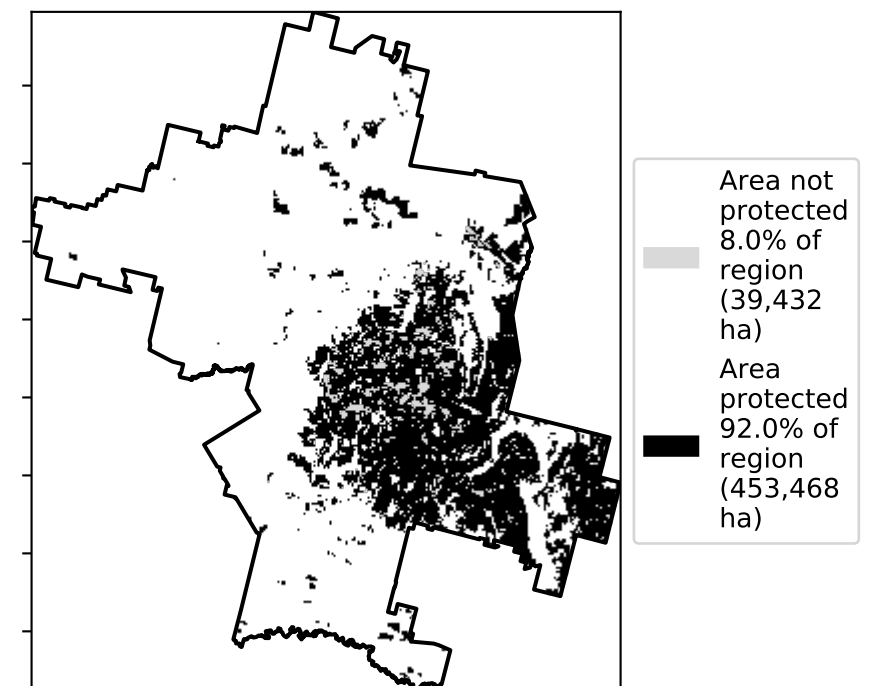 Area not
protected
8.0% of
region
(39,432
ha)
Area
protected
92.0% of
region
(453,468
ha)